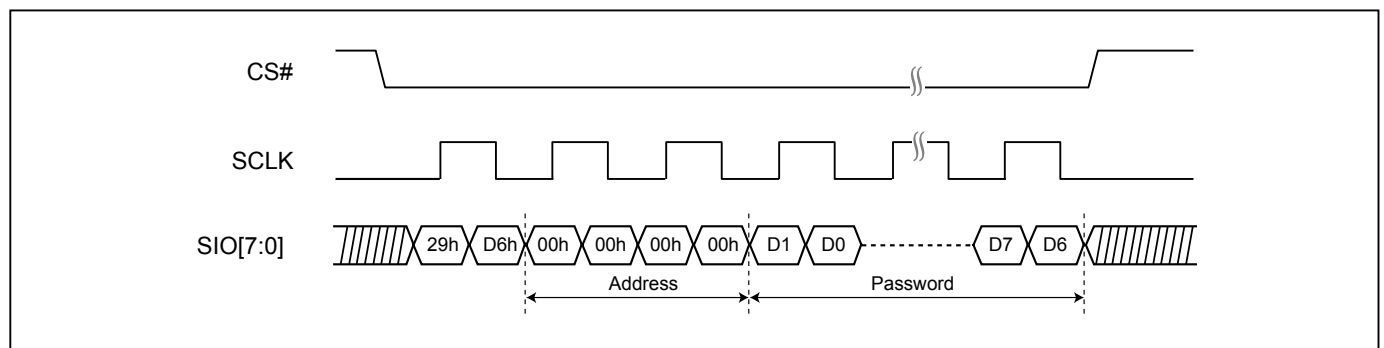 CS#
SCLK
SIO[7:0] 29h D6h 00h 00h 00h 00h D1 D0 D7 D6
Address Password